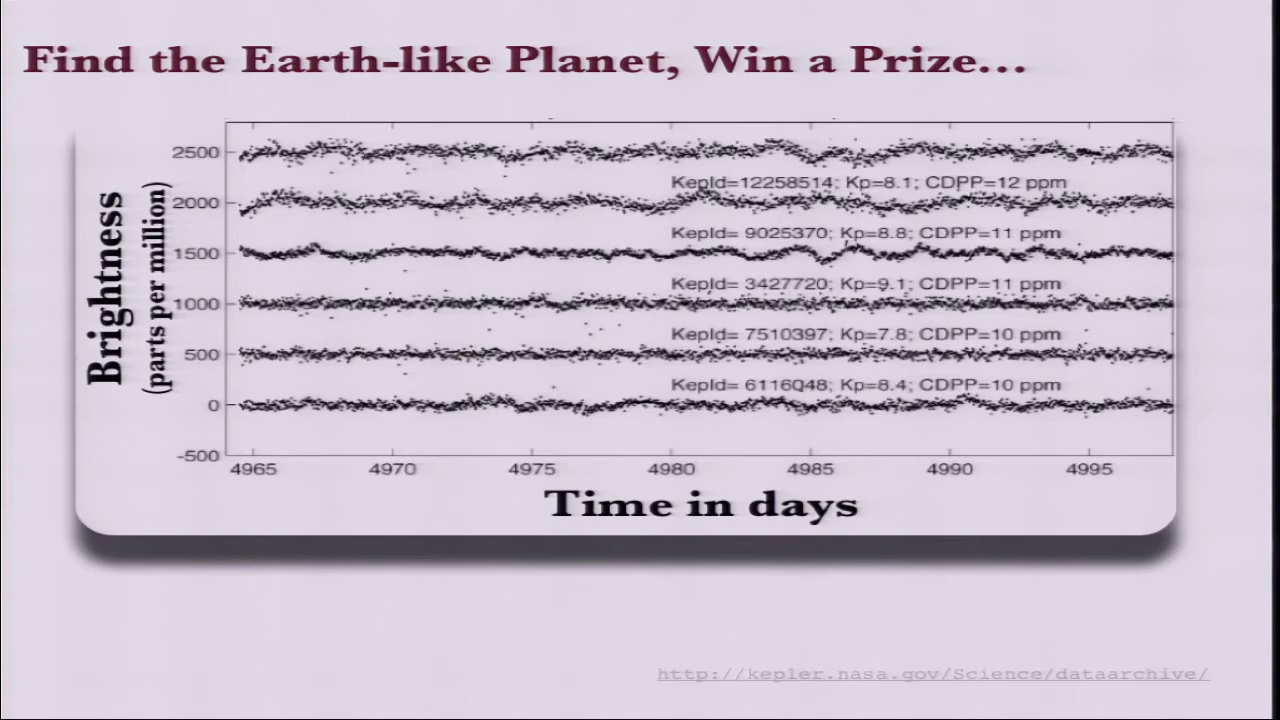 Find the Earth-like Planet, Win a Prize...
Brightness
(parts per million)
2500
KepId=12258514; Kp=8.1; CDPP=12 ppm
2000
KepId= 9025370; Kp=8.8; CDPP=11 ppm
1500
KepId= 3427720; Kp=9.1; CDPP=11 ppm
1000
KepId= 7510397; Kp=7.8; CDPP=10 ppm
500
KepId= 6116048; Kp=8.4; CDPP=10 ppm
0
-500
4965 4970 4975 4980 4985 4990 4995
Time in days
http://kepler.nasa.gov/Science/dataarchive/